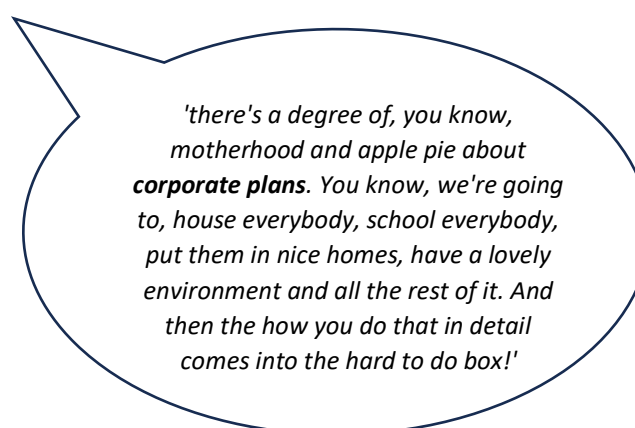 'there's a degree of, you know,
motherhood and apple pie about
corporate plans. You know, we're going
to, house everybody, school everybody,
put them in nice homes, have a lovely
environment and all the rest of it. And
then the how you do that in detail
comes into the hard to do box!'